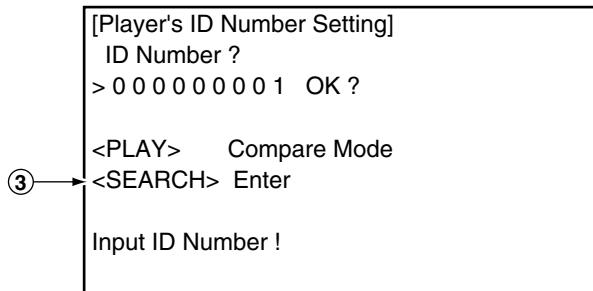 [Player's ID Number Setting]
ID Number ?
> 0 0 0 0 0 0 0 0 1 OK ?
<PLAY> Compare Mode
③ <SEARCH> Enter
Input ID Number !